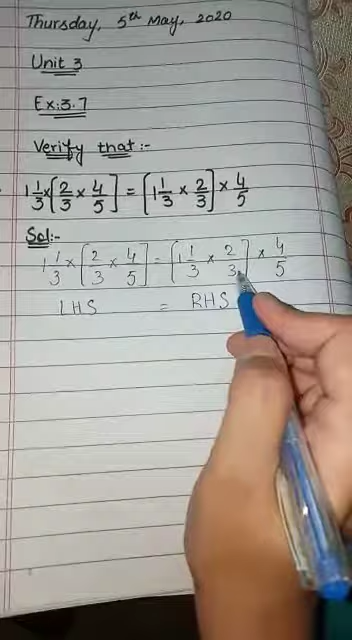 Thursday, 5th May, 2020
Unit 3
Ex:3.7
Verify that:-
1 1/3 × [2/3 × 4/5] = [1 1/3 × 2/3] × 4/5
Sol:-
1 1/3 × [2/3 × 4/5] = [1 1/3 × 2/3] × 4/5
LHS = RHS